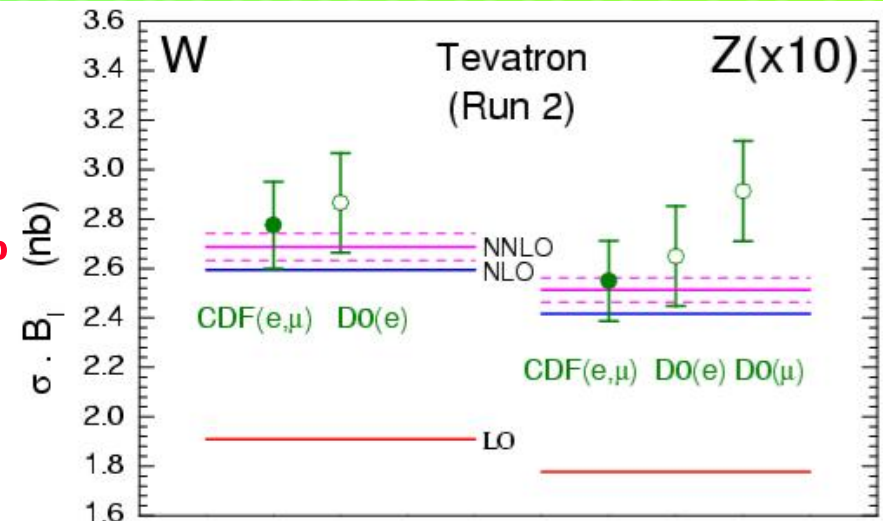 3.6
3.4
3.2
3.0
2.8
2.6
2.4
2.2
2.0
1.8
1.6
σ . B_l (nb)
W
Tevatron
(Run 2)
Z(x10)
NNLO
NLO
CDF(e,μ) D0(e)
CDF(e,μ) D0(e) D0(μ)
LO